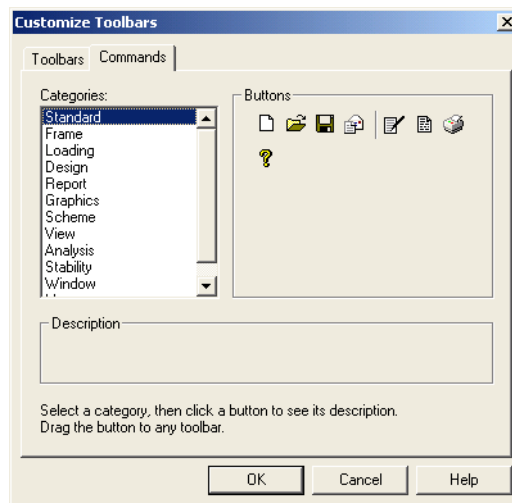 Customize Toolbars
Toolbars
Commands
Categories:
Standard
Frame
Loading
Design
Report
Graphics
Scheme
View
Analysis
Stability
Window
Buttons
Description
Select a category, then click a button to see its description.
Drag the button to any toolbar.
OK
Cancel
Help